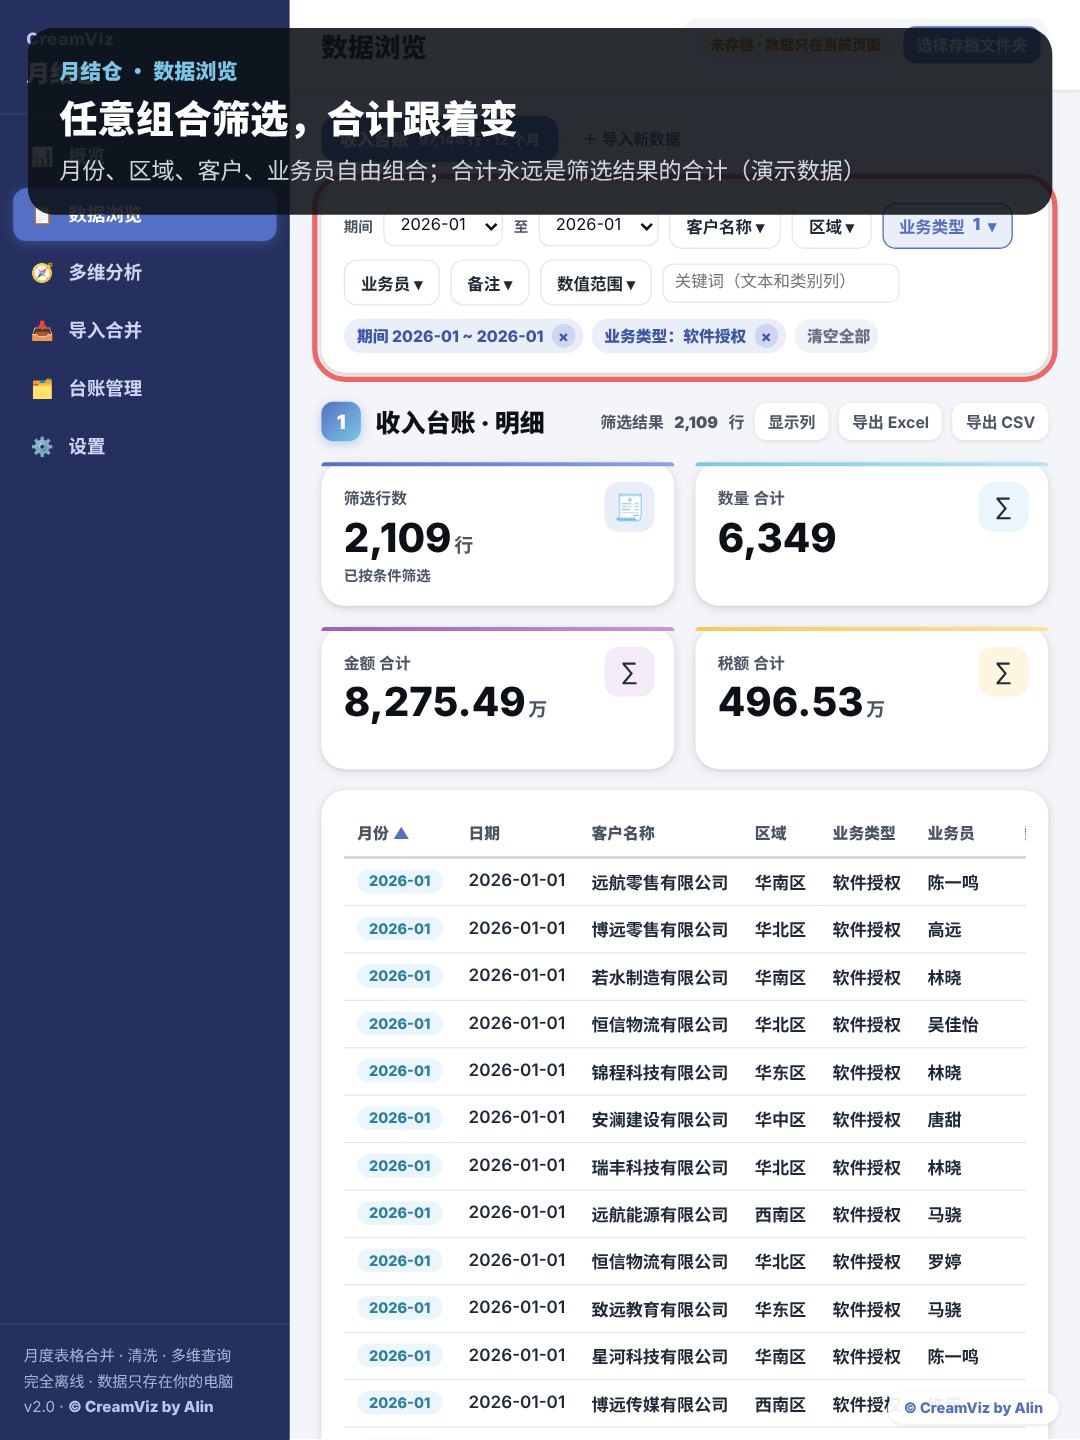 CreamViz
数据浏览
未存档 · 数据只在当前页面
选择存档文件夹
月结仓 · 数据浏览
任意组合筛选，合计跟着变
月份、区域、客户、业务员自由组合；合计永远是筛选结果的合计（演示数据）
收入台账
＋ 导入新数据
概览
数据浏览
多维分析
导入合并
台账管理
设置
期间 2026-01 至 2026-01 客户名称 ▾ 区域 ▾ 业务类型 1 ▾
业务员 ▾ 备注 ▾ 数值范围 ▾ 关键词（文本和类别列）
期间 2026-01 ~ 2026-01 × 业务类型：软件授权 × 清空全部
1 收入台账 · 明细 筛选结果 2,109 行 显示列 导出 Excel 导出 CSV
筛选行数
2,109 行
已按条件筛选
数量 合计
6,349
∑
金额 合计
8,275.49 万
∑
税额 合计
496.53 万
∑
月份 ▲ 日期 客户名称 区域 业务类型 业务员
2026-01 2026-01-01 远航零售有限公司 华南区 软件授权 陈一鸣
2026-01 2026-01-01 博远零售有限公司 华北区 软件授权 高远
2026-01 2026-01-01 若水制造有限公司 华南区 软件授权 林晓
2026-01 2026-01-01 恒信物流有限公司 华北区 软件授权 吴佳怡
2026-01 2026-01-01 锦程科技有限公司 华东区 软件授权 林晓
2026-01 2026-01-01 安澜建设有限公司 华中区 软件授权 唐甜
2026-01 2026-01-01 瑞丰科技有限公司 华北区 软件授权 林晓
2026-01 2026-01-01 远航能源有限公司 西南区 软件授权 马骁
2026-01 2026-01-01 恒信物流有限公司 华北区 软件授权 罗婷
2026-01 2026-01-01 致远教育有限公司 华东区 软件授权 马骁
2026-01 2026-01-01 星河科技有限公司 华南区 软件授权 陈一鸣
2026-01 2026-01-01 博远传媒有限公司 西南区 软件授权
月度表格合并 · 清洗 · 多维查询
完全离线 · 数据只存在你的电脑
v2.0 · © CreamViz by Alin
© CreamViz by Alin